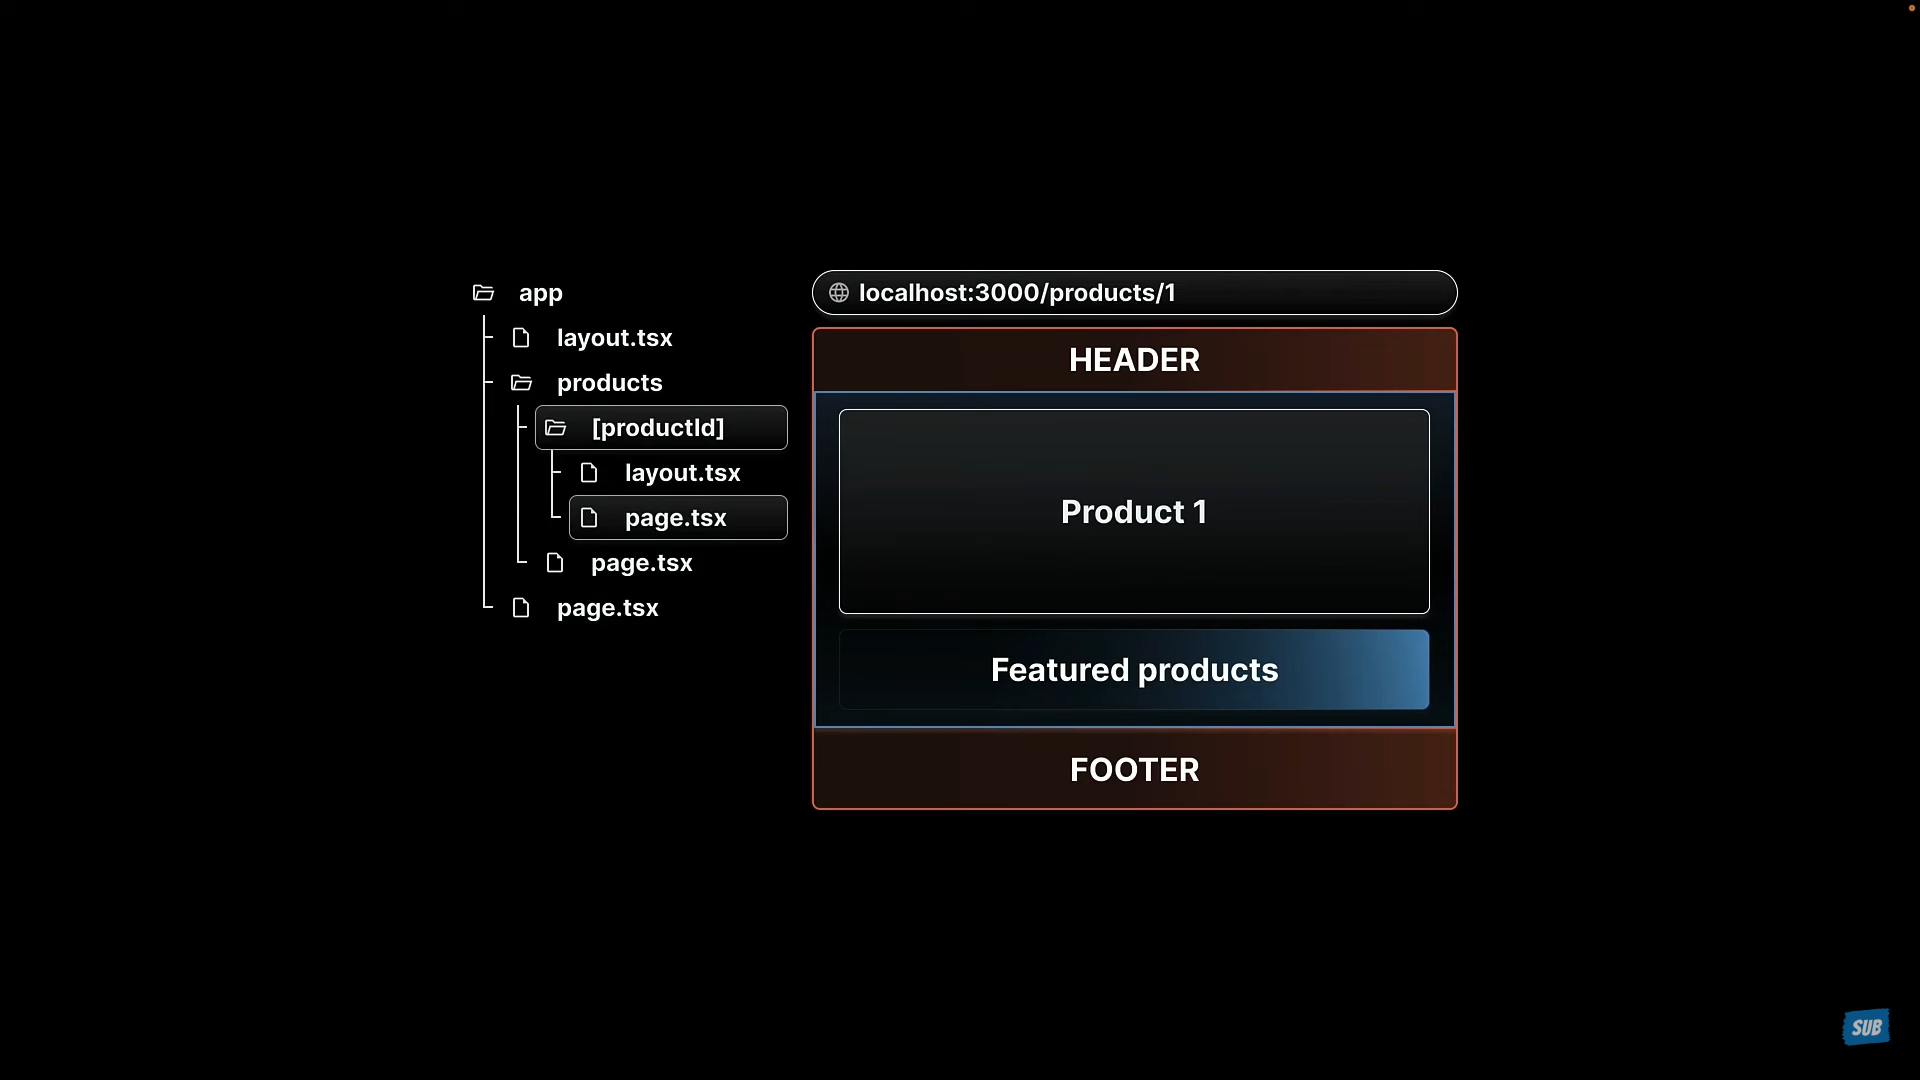 app
layout.tsx
products
[productId]
layout.tsx
page.tsx
page.tsx
page.tsx
localhost:3000/products/1
HEADER
Product 1
Featured products
FOOTER
SUB